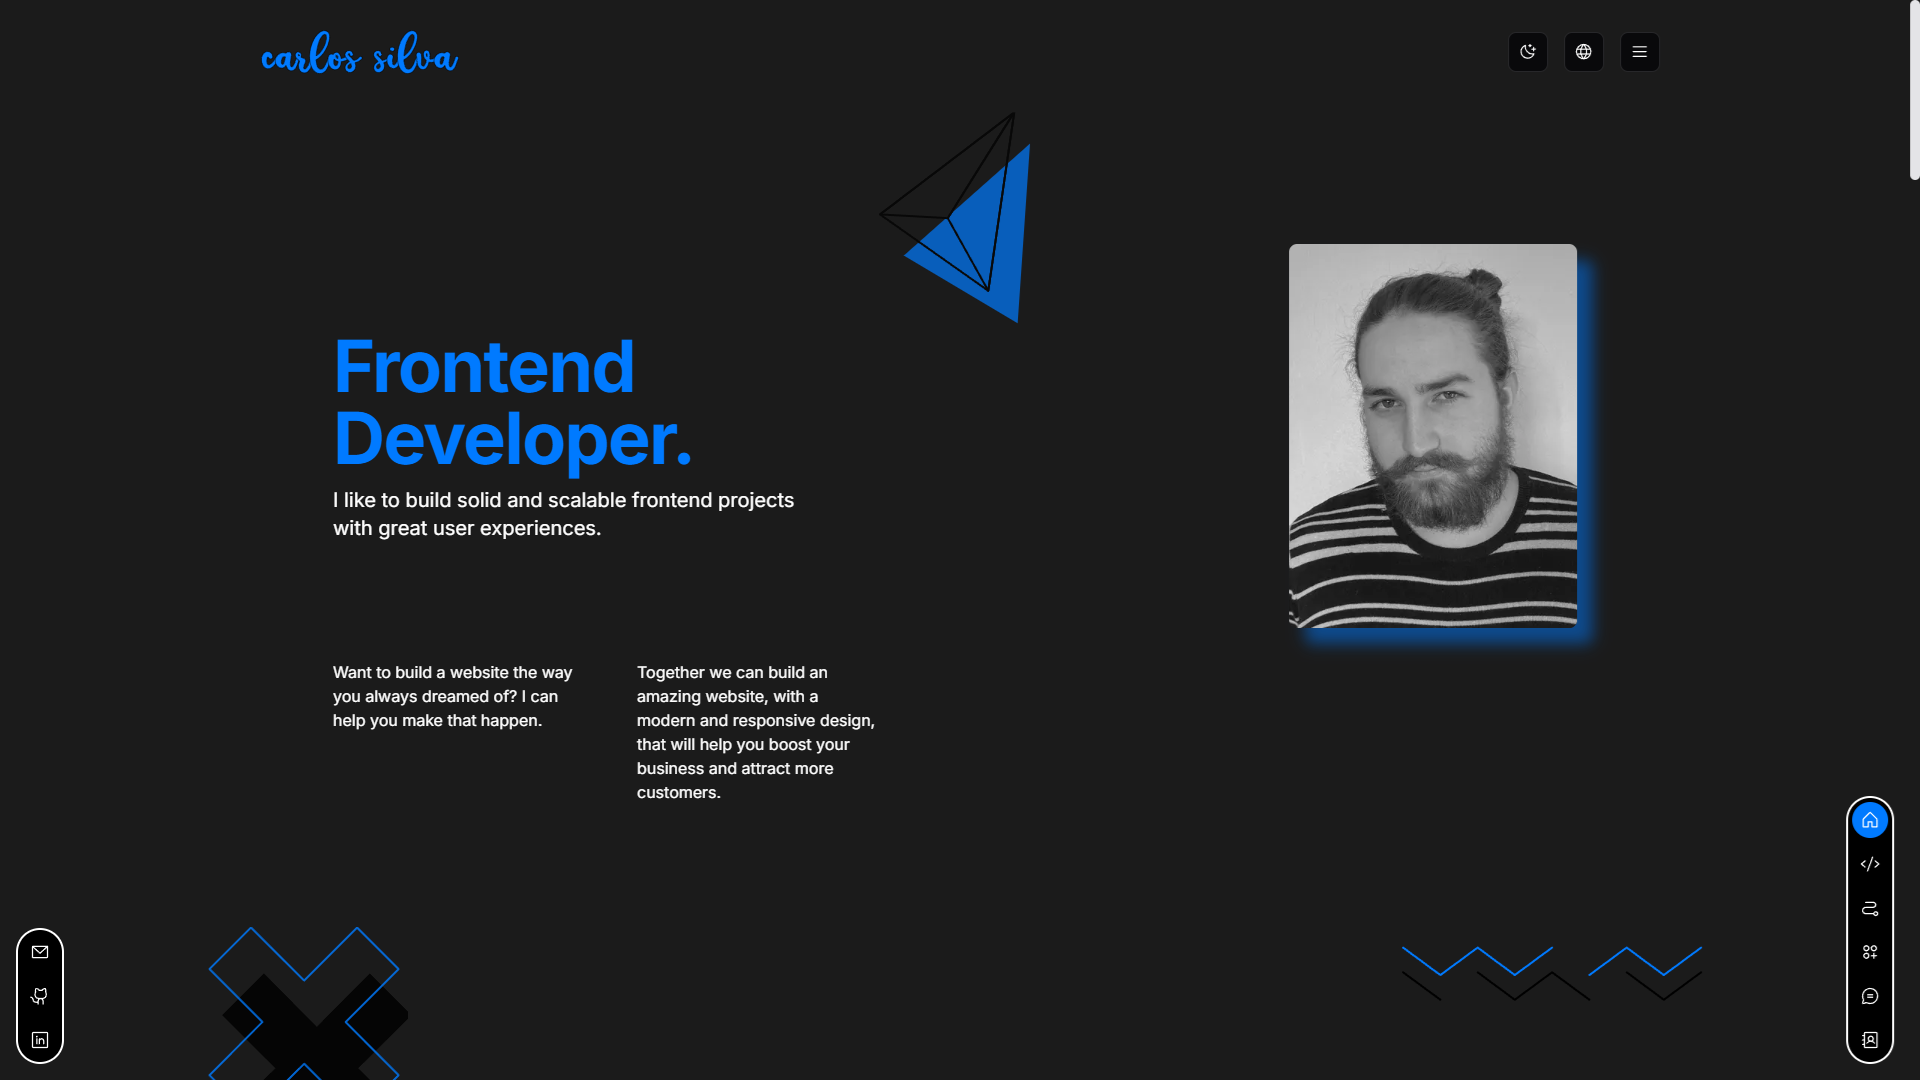 carlos silva
Frontend
Developer.
I like to build solid and scalable frontend projects
with great user experiences.
Want to build a website the way
you always dreamed of? I can
help you make that happen.
Together we can build an
amazing website, with a
modern and responsive design,
that will help you boost your
business and attract more
customers.